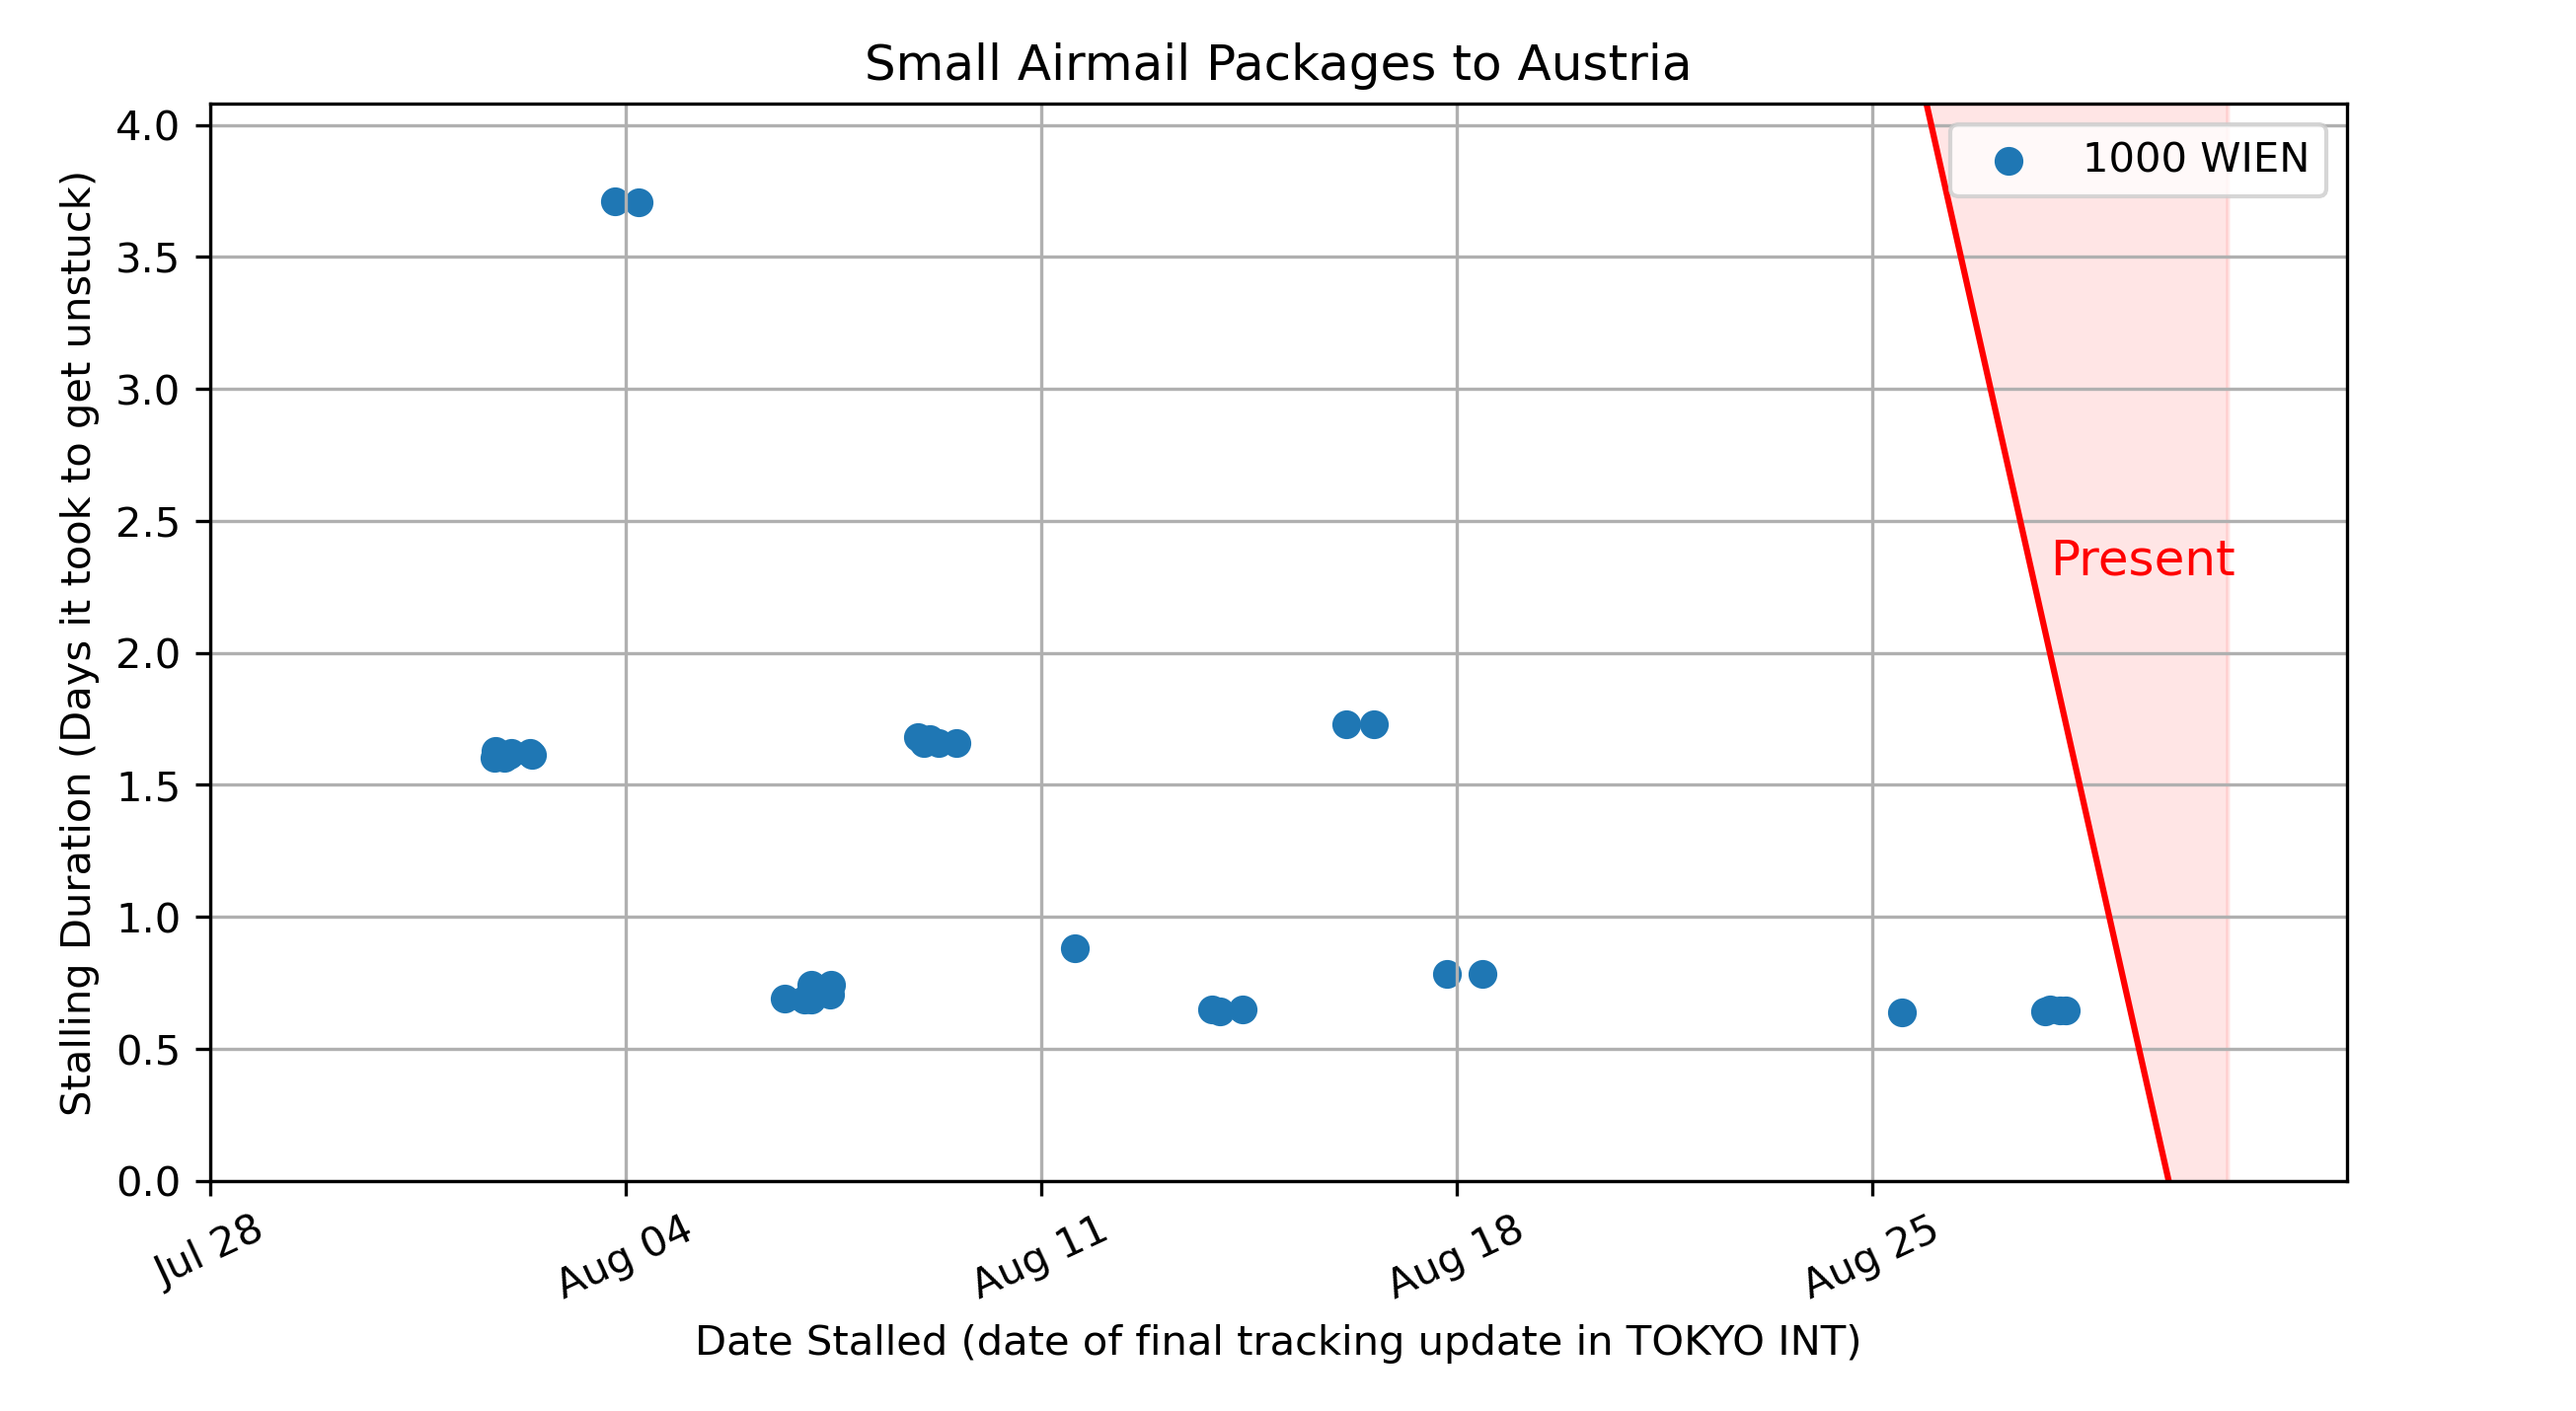 Small Airmail Packages to Austria
1000 WIEN
Present
Stalling Duration (Days it took to get unstuck)
4.0
3.5
3.0
2.5
2.0
1.5
1.0
0.5
0.0
Jul 28
Aug 04
Aug 11
Aug 18
Aug 25
Date Stalled (date of final tracking update in TOKYO INT)